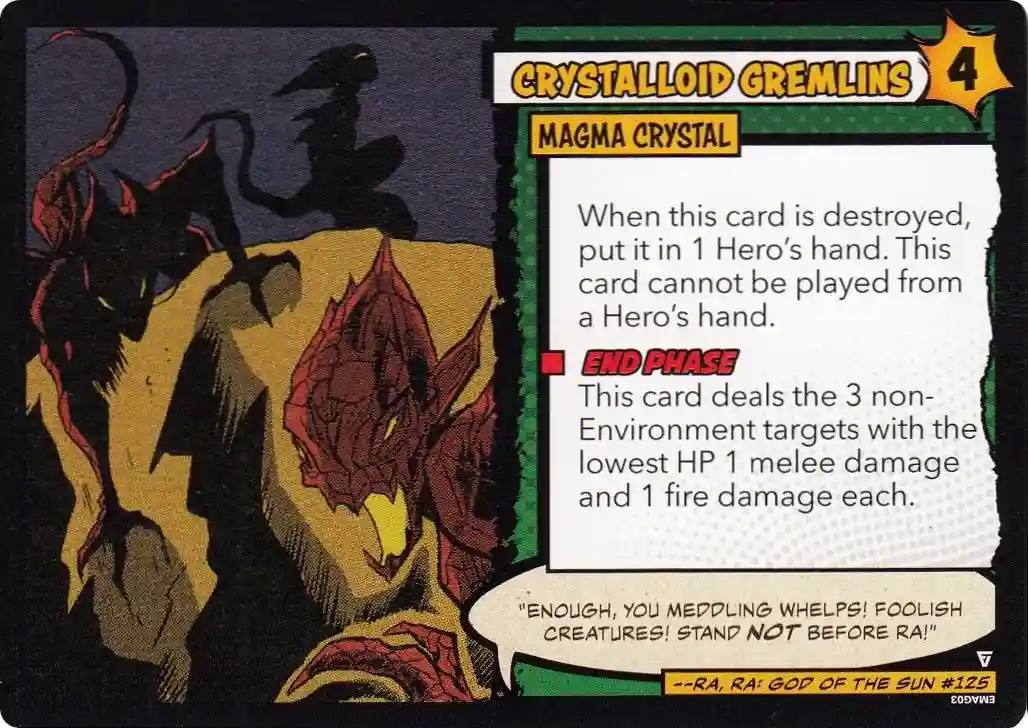 CRYSTALLOID GREMLINS
4
MAGMA CRYSTAL
When this card is destroyed,
put it in 1 Hero's hand. This
card cannot be played from
a Hero's hand.
END PHASE
This card deals the 3 non-
Environment targets with the
lowest HP 1 melee damage
and 1 fire damage each.
"ENOUGH, YOU MEDDLING WHELPS! FOOLISH
CREATURES! STAND NOT BEFORE RA!"
--RA, RA: GOD OF THE SUN #125
EMAG03